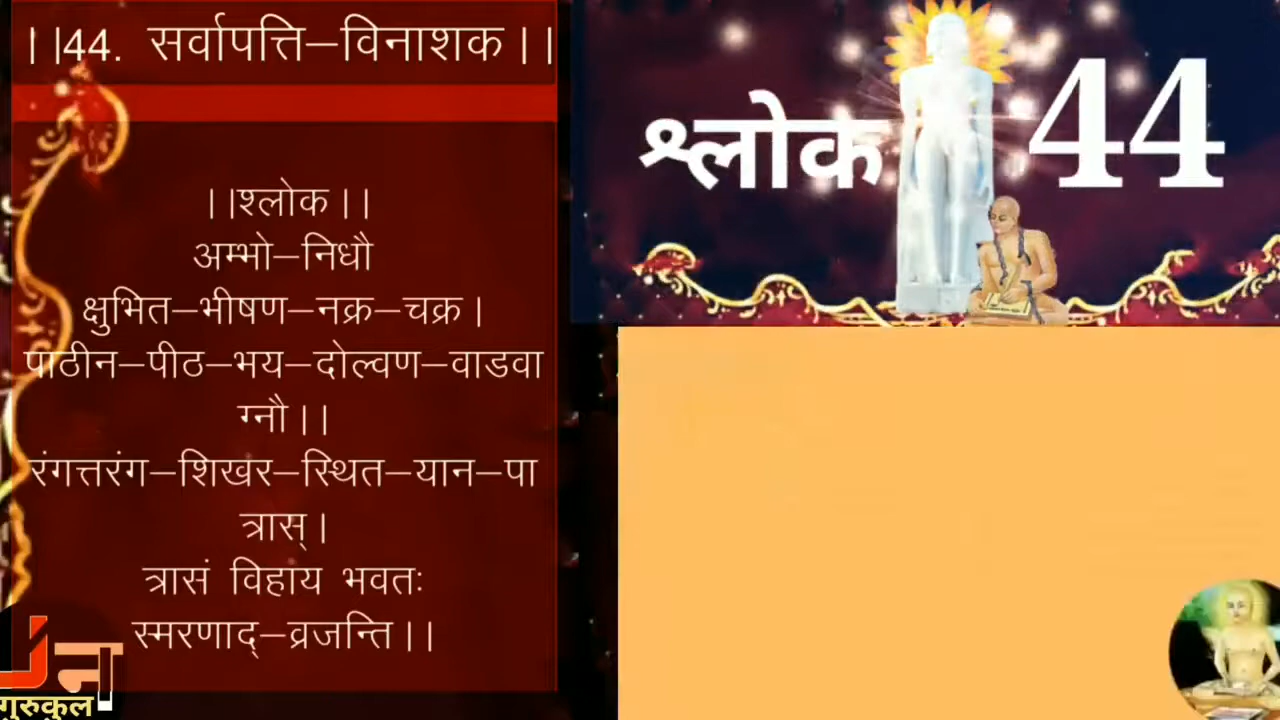 ||44. सर्वापत्ति–विनाशक||
||श्लोक||
अम्भो–निधौ
क्षुभित–भीषण–नक्र–चक्र|
पाठीन–पीठ–भय–दोल्वण–वाडवा
ग्नौ||
रंगत्तरंग–शिखर–स्थित–यान–पा
त्रास्|
त्रासं विहाय भवतः
स्मरणाद्–व्रजन्ति||
श्लोक 44
गुरुकुल